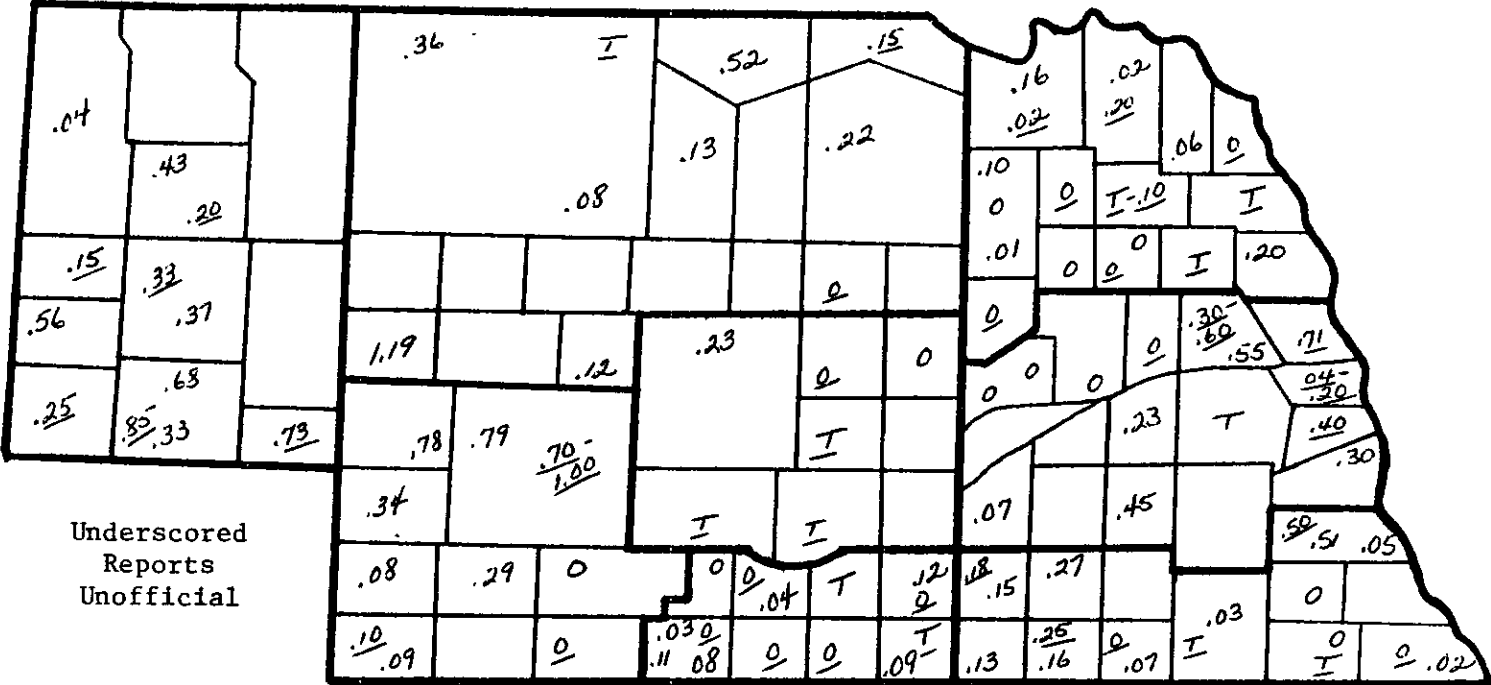 .36 T .52 .15
.16 .02
.04 .02 .20
.13 .22 .06 0
.43 .10
.20 .08 0 0 T-.10 T
.15 .33 .01 0 0 0 T .20
.37 0 0
.56 .30-
.60 .55 .71
1.19 .12 .23 0 0 0 0 0 0
.04-
.20
.68
.25 .85 .33 .73 .78 .79 .70-
1.00
T .23 T .40
.30
.34 T T .07 .45
.50 .51 .05
Underscored
Reports
Unofficial
.08 .29 0 0 0 .04 T .12 0 .18 .15 .27 0
.03
.10 .09 0 .03 0
.11 08 0 0 T
.09- .13 .25
.16 0
.07 T 0
T 0 .02